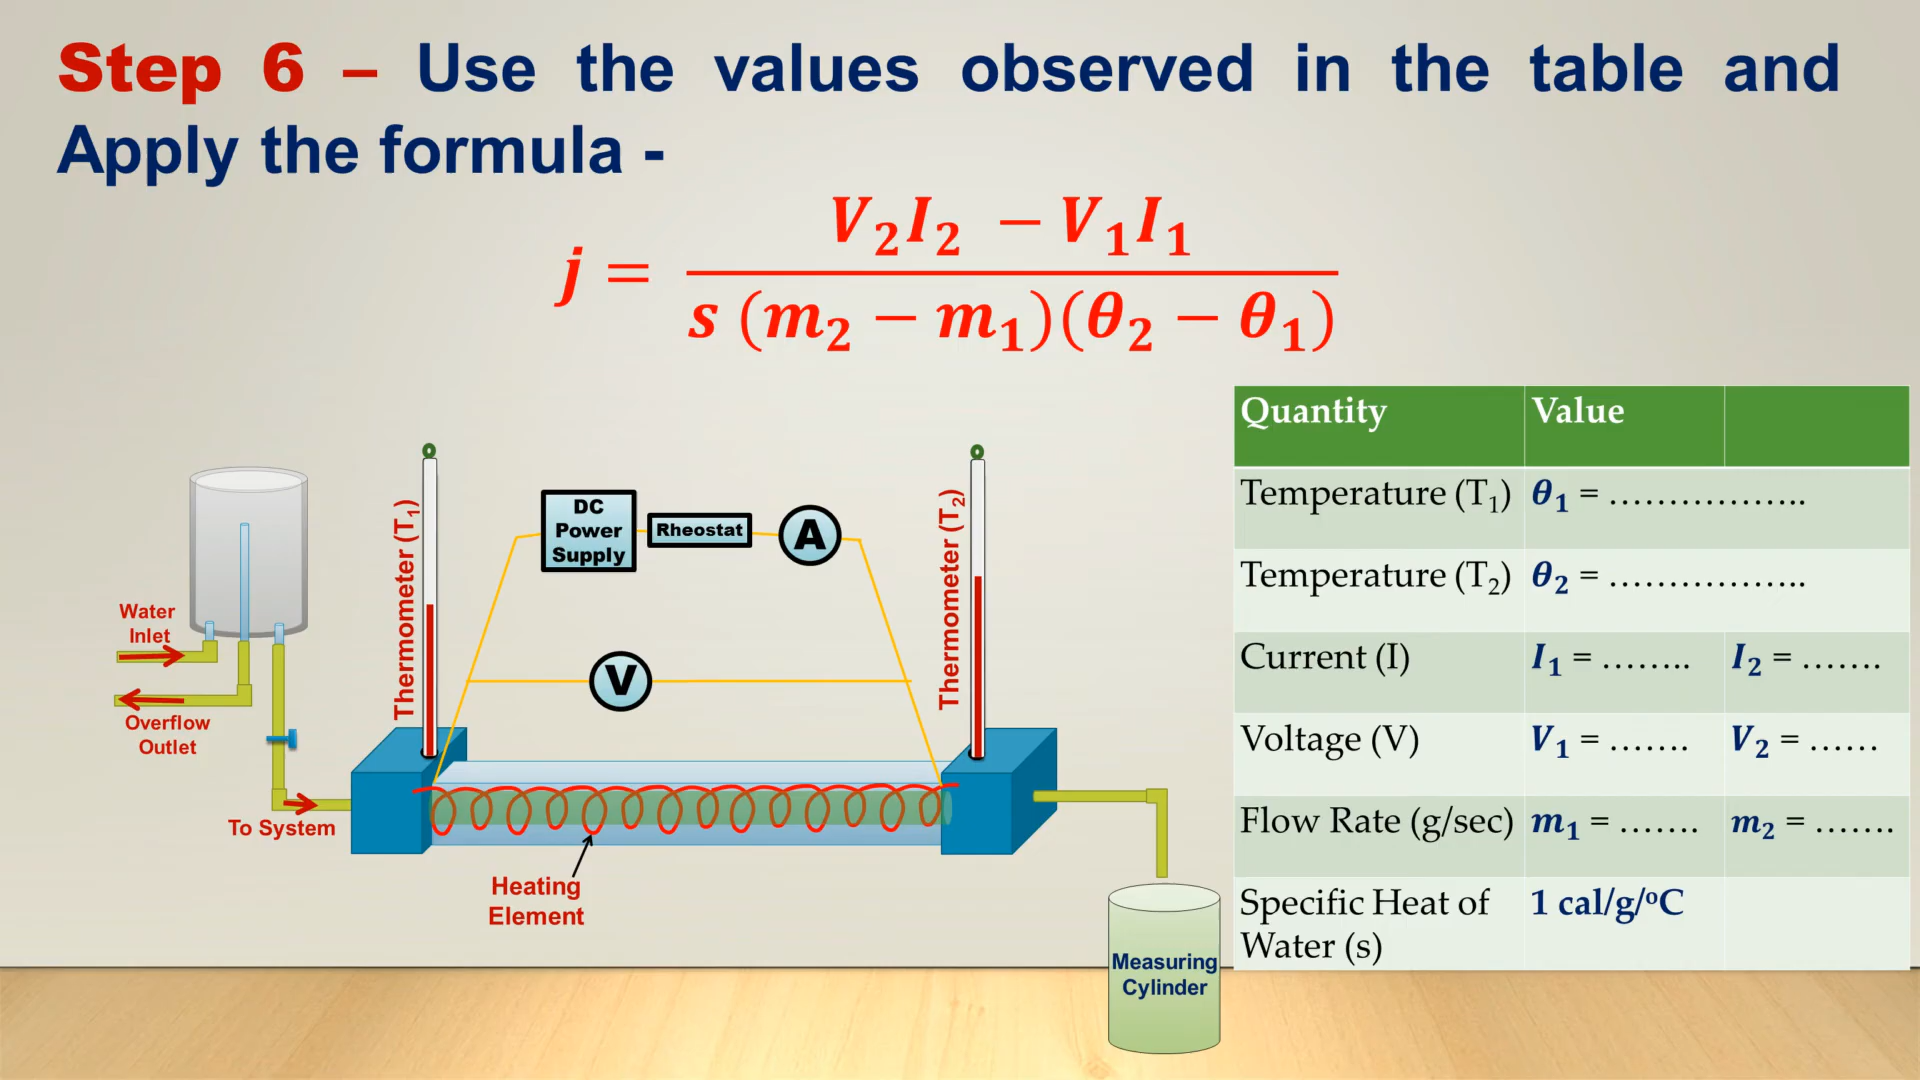 Step 6 – Use the values observed in the table and
Apply the formula -
j = V₂I₂ – V₁I₁ / s (m₂ – m₁)(θ₂ – θ₁)
Thermometer (T₁)
DC
Power
Supply
Rheostat
A
V
Thermometer (T₂)
Water
Inlet
Overflow
Outlet
To System
Heating
Element
Measuring
Cylinder
Quantity Value
Temperature (T₁) θ₁ = ……………..
Temperature (T₂) θ₂ = ……………..
Current (I) I₁ = …….. I₂ = …….
Voltage (V) V₁ = ……. V₂ = ……
Flow Rate (g/sec) m₁ = ……. m₂ = …….
Specific Heat of 1 cal/g/ºC
Water (s)